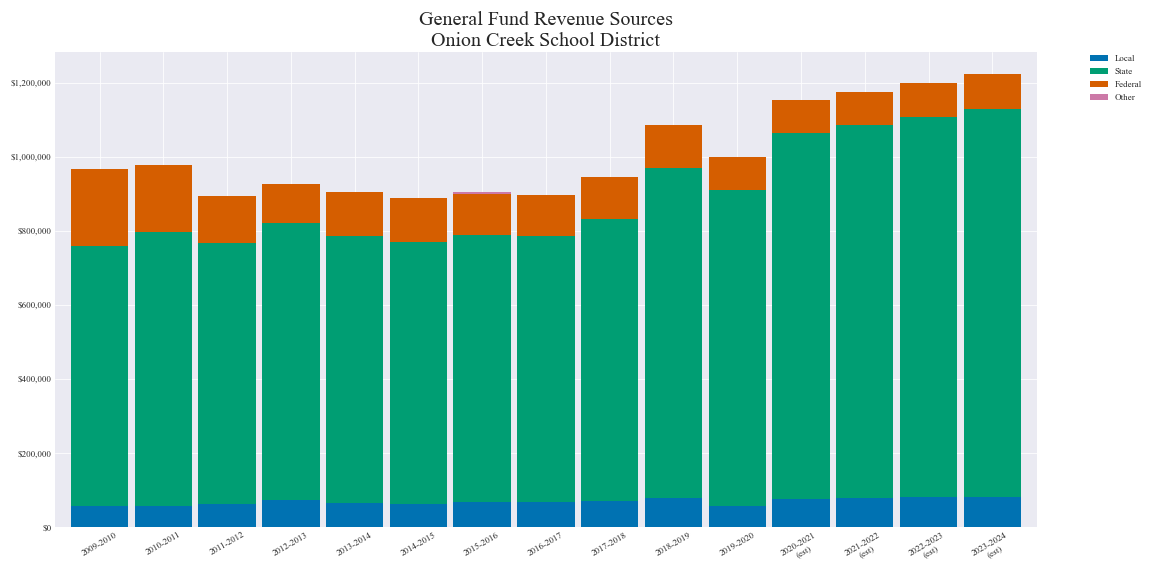 General Fund Revenue Sources
Onion Creek School District
Local
State
Federal
Other
$1,200,000
$1,000,000
$800,000
$600,000
$400,000
$200,000
$0
2009-2010
2010-2011
2011-2012
2012-2013
2013-2014
2014-2015
2015-2016
2016-2017
2017-2018
2018-2019
2019-2020
2020-2021
(est)
2021-2022
(est)
2022-2023
(est)
2023-2024
(est)